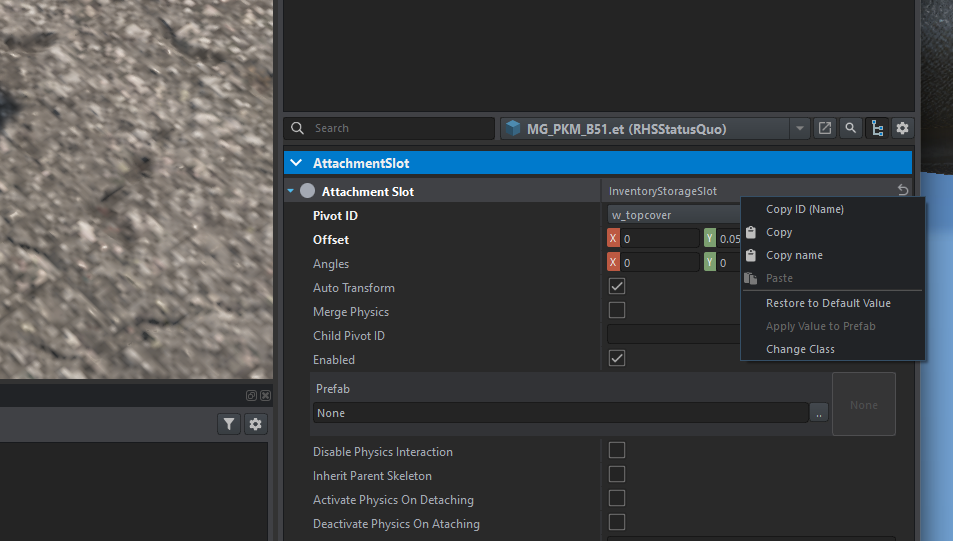 Search
MG_PKM_B51.et (RHSStatusQuo)
AttachmentSlot
Attachment Slot
InventoryStorageSlot
Pivot ID
w_topcover
Offset
X 0
Y 0.05
Angles
X 0
Y 0
Auto Transform
Merge Physics
Child Pivot ID
Enabled
Copy ID (Name)
Copy
Copy name
Paste
Restore to Default Value
Apply Value to Prefab
Change Class
Prefab
None
..
None
Disable Physics Interaction
Inherit Parent Skeleton
Activate Physics On Detaching
Deactivate Physics On Ataching